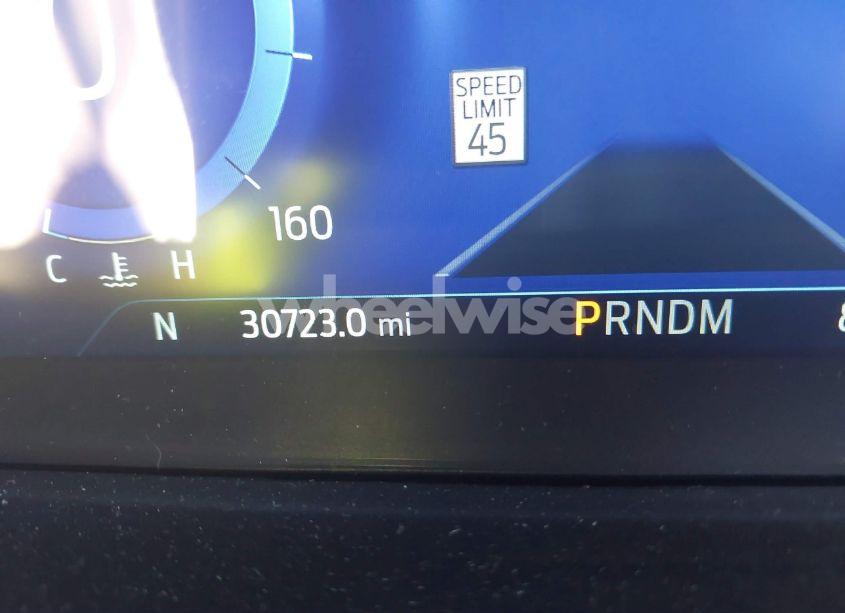 SPEED
LIMIT
45
160
C H
N 30723.0 mi PRNDM
wheelwise